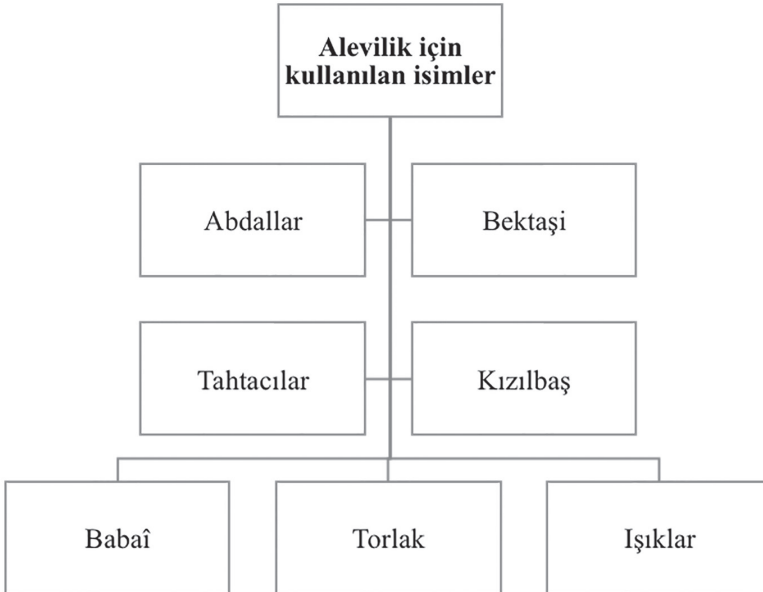 Alevilik için
kullanılan isimler
Abdallar
Bektaşi
Tahtacılar
Kızılbaş
Babaî
Torlak
Işıklar